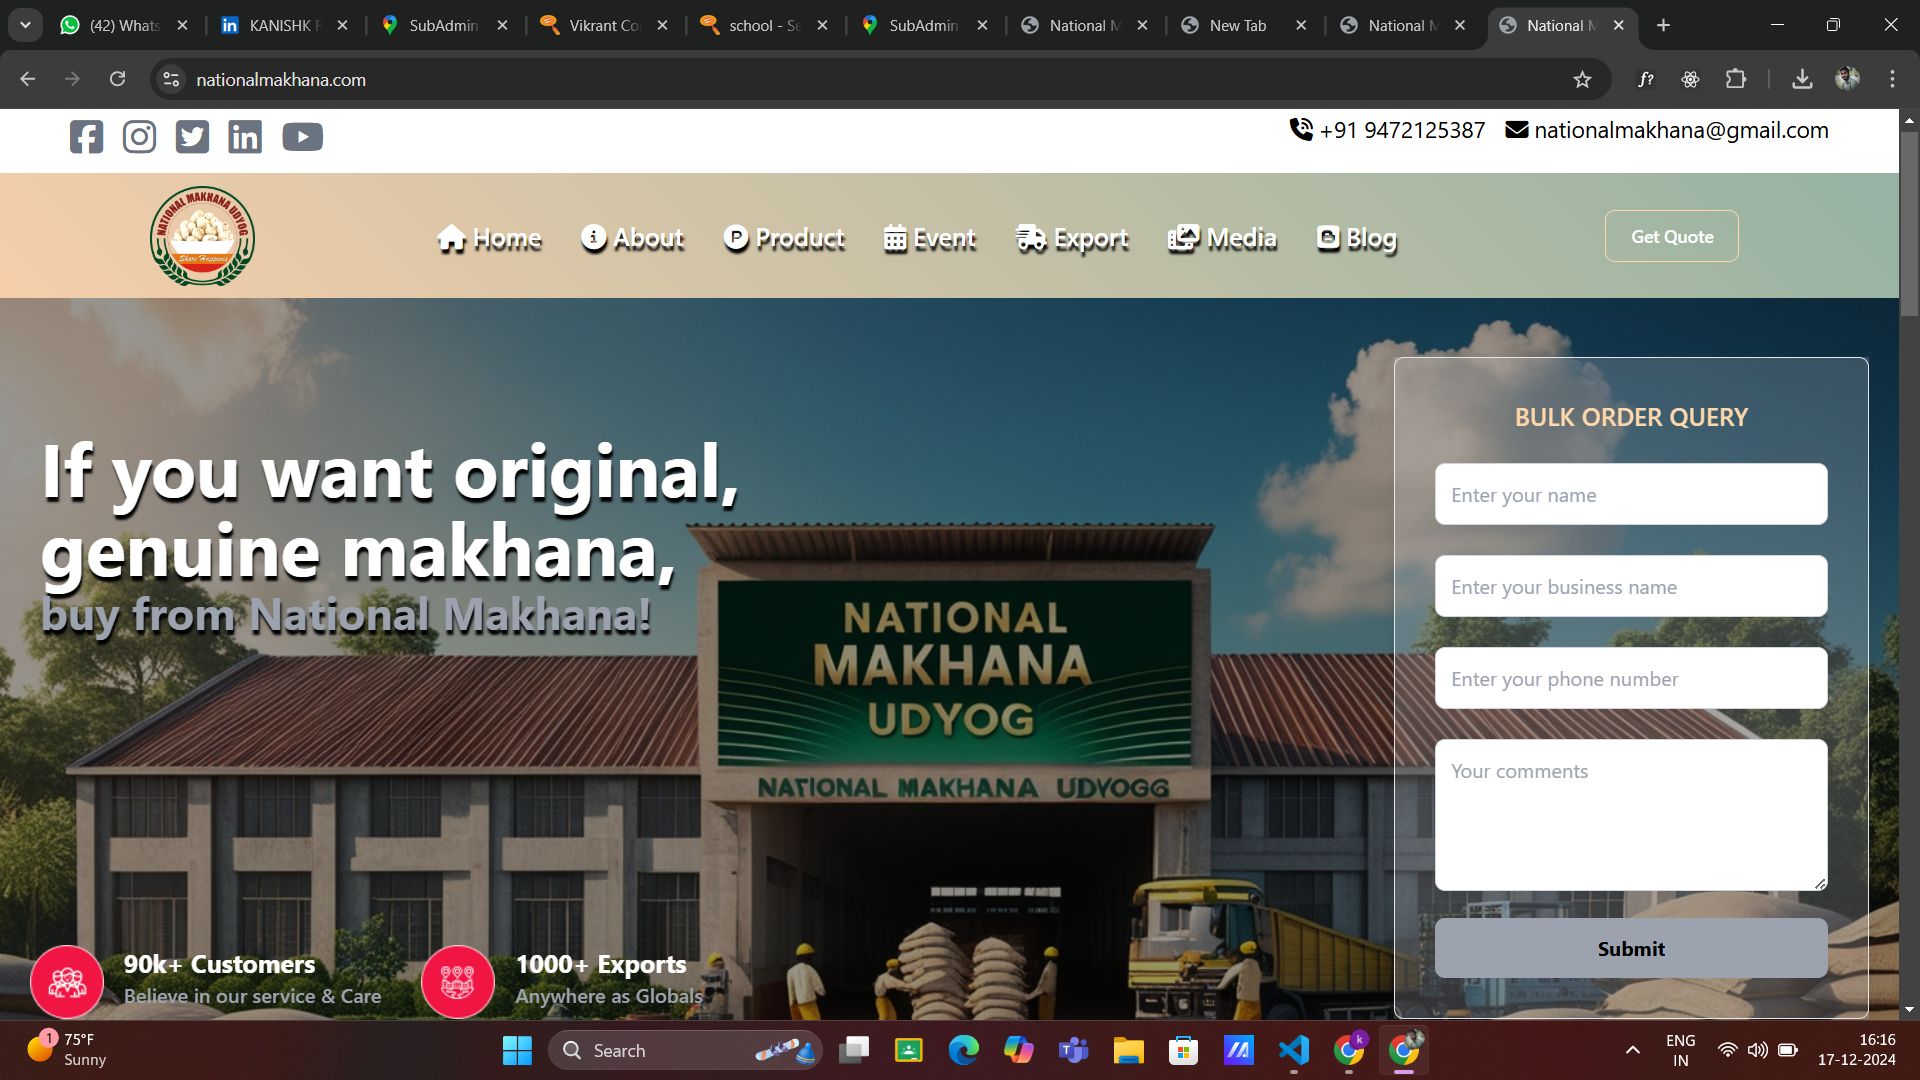 (42) Whats
KANISHK R
SubAdmin
Vikrant Co
school - Se
SubAdmin
National M
New Tab
National M
National M
nationalmakhana.com
+91 9472125387
nationalmakhana@gmail.com
NATIONAL MAKHANA UDYOG
Share Happiness
Home
About
Product
Event
Export
Media
Blog
Get Quote
If you want original,
genuine makhana,
buy from National Makhana!
NATIONAL
MAKHANA
UDYOG
NATIONAL MAKHANA UDYOGG
BULK ORDER QUERY
Enter your name
Enter your business name
Enter your phone number
Your comments
Submit
90k+ Customers
Believe in our service & Care
1000+ Exports
Anywhere as Globals
1
75°F
Sunny
Search
k
ENG
IN
16:16
17-12-2024